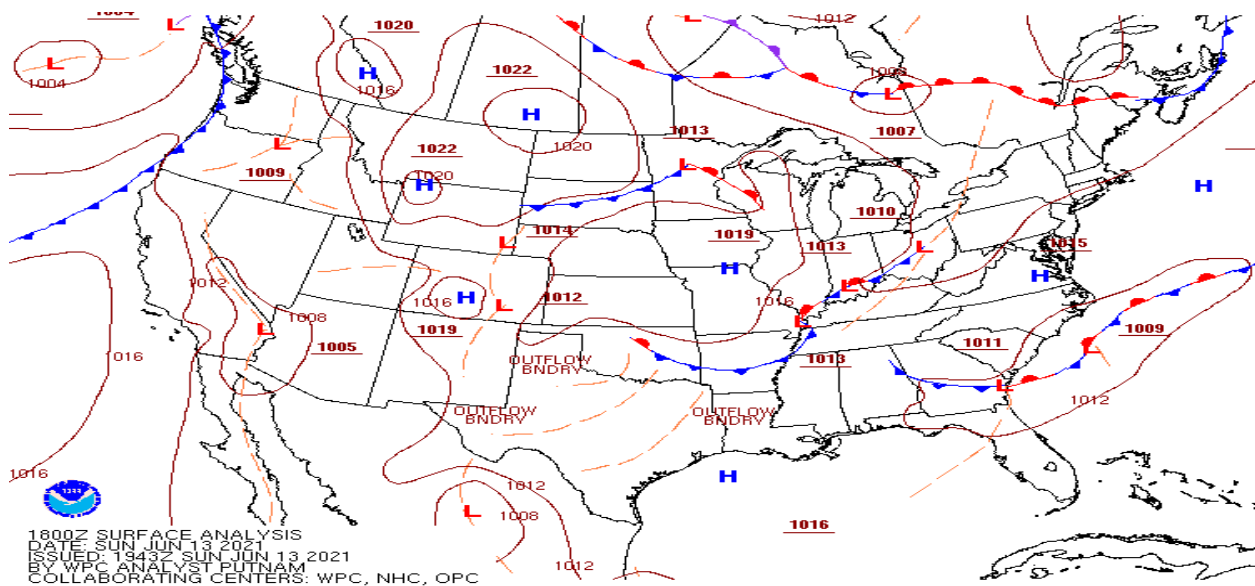 1004
1020
1012
H
L
L
1022
1004
1016
H
1008
L
H
1013
1007
1020
L
L
1009
1022
1020
H
H
1010
1014
1019
1013
1015
L
L
H
H
1012
L
1016
H
1012
1016
L
L
1008
L
1019
1009
1016
1005
OUTFLOW
BNDRY
1013
1011
L
L
1012
OUTFLOW
BNDRY
OUTFLOW
BNDRY
1016
H
1012
L
1008
1016
1012
1800Z SURFACE ANALYSIS
DATE: SUN JUN 13 2021
ISSUED: 1943Z SUN JUN 13 2021
BY WPC ANALYST PUTNAM
COLLABORATING CENTERS: WPC, NHC, OPC